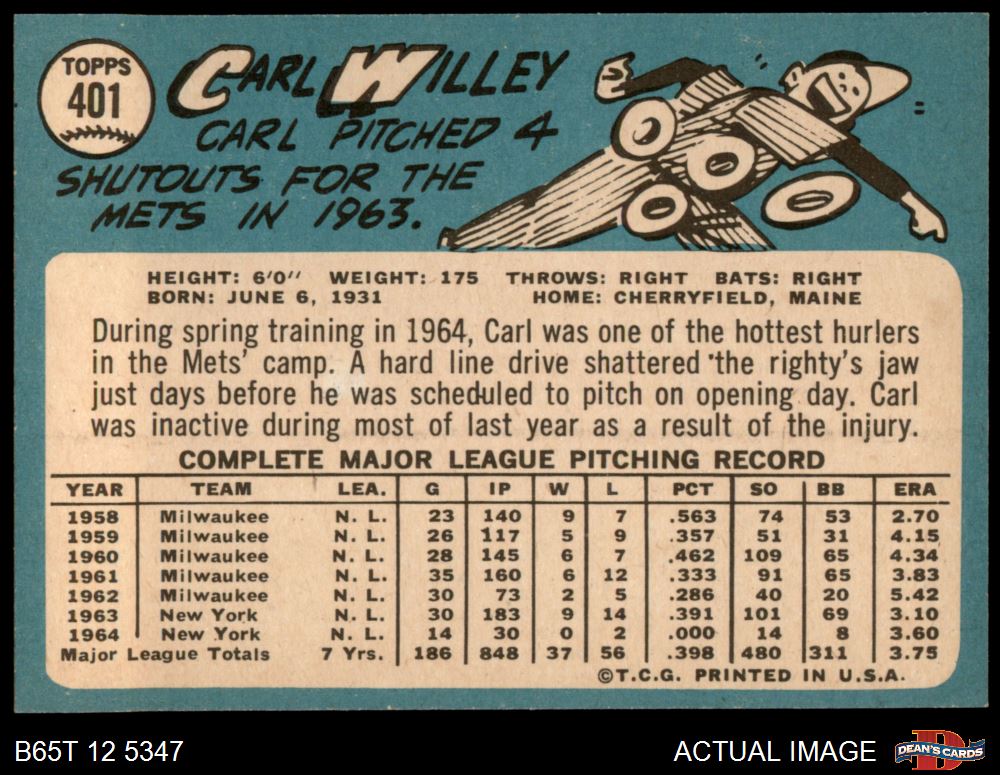 TOPPS
401
CARL WILLEY
CARL PITCHED 4
SHUTOUTS FOR THE
METS IN 1963.
HEIGHT: 6'0" WEIGHT: 175 THROWS: RIGHT BATS: RIGHT
BORN: JUNE 6, 1931 HOME: CHERRYFIELD, MAINE
During spring training in 1964, Carl was one of the hottest hurlers
in the Mets' camp. A hard line drive shattered the righty's jaw
just days before he was scheduled to pitch on opening day. Carl
was inactive during most of last year as a result of the injury.
COMPLETE MAJOR LEAGUE PITCHING RECORD
YEAR TEAM LEA. G IP W L PCT SO BB ERA
1958 Milwaukee N. L. 23 140 9 7 .563 74 53 2.70
1959 Milwaukee N. L. 26 117 5 9 .357 51 31 4.15
1960 Milwaukee N. L. 28 145 6 7 .462 109 65 4.34
1961 Milwaukee N. L. 35 160 6 12 .333 91 65 3.83
1962 Milwaukee N. L. 30 73 2 5 .286 40 20 5.42
1963 New York N. L. 30 183 9 14 .391 101 69 3.10
1964 New York N. L. 14 30 0 2 .000 14 8 3.60
Major League Totals 7 Yrs. 186 848 37 56 .398 480 311 3.75
©T.C.G. PRINTED IN U.S.A.
B65T 12 5347 ACTUAL IMAGE DEAN'S CARDS